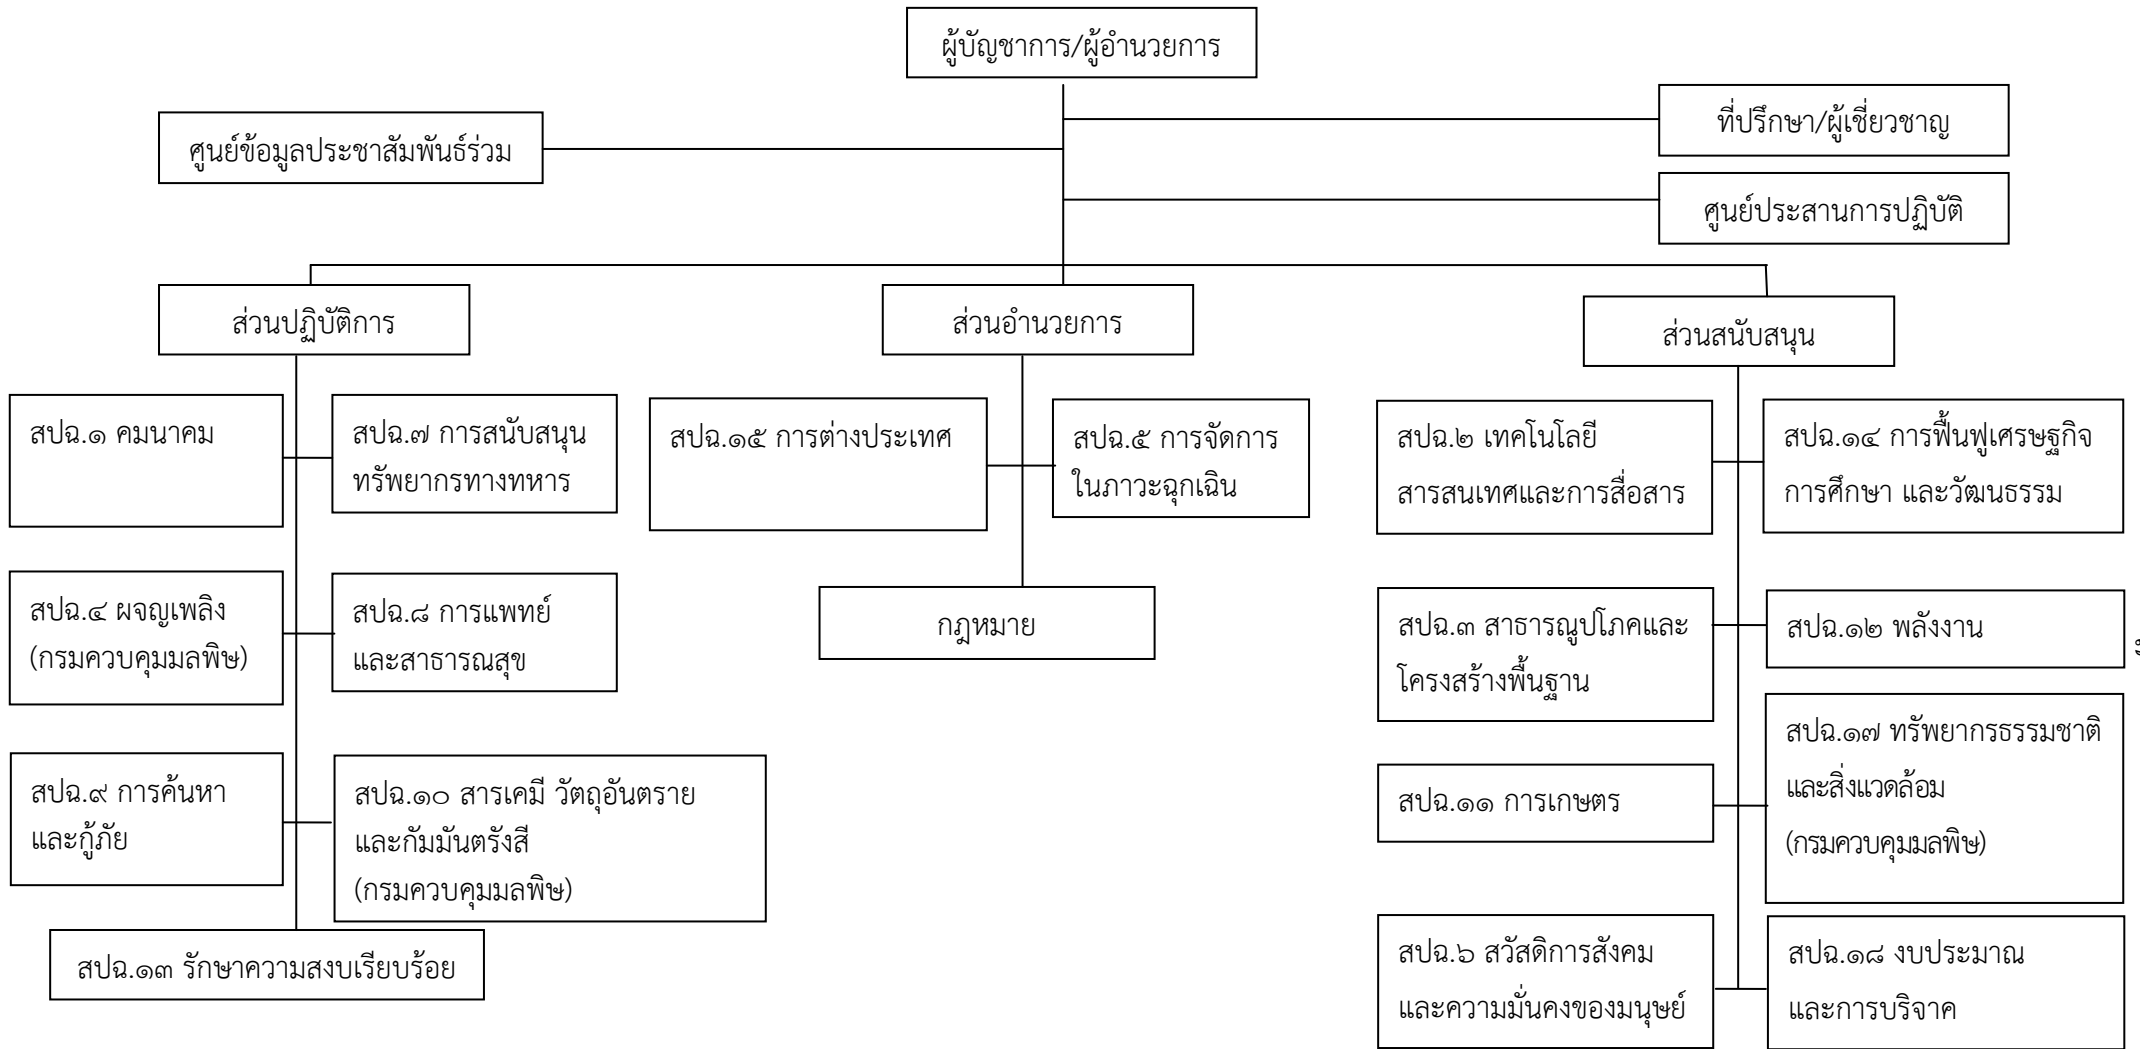 ผู้บัญชาการ/ผู้อำนวยการ
ที่ปรึกษา/ผู้เชี่ยวชาญ
ศูนย์ข้อมูลประชาสัมพันธ์ร่วม
ศูนย์ประสานการปฏิบัติ
ส่วนปฏิบัติการ
ส่วนอำนวยการ
ส่วนสนับสนุน
สปฉ.๑ คมนาคม
สปฉ.๗ การสนับสนุน
ทรัพยากรทางทหาร
สปฉ.๔ ผจญเพลิง
(กรมควบคุมมลพิษ)
สปฉ.๘ การแพทย์
และสาธารณสุข
สปฉ.๙ การค้นหา
และกู้ภัย
สปฉ.๑๐ สารเคมี วัตถุอันตราย
และกัมมันตรังสี
(กรมควบคุมมลพิษ)
สปฉ.๑๓ รักษาความสงบเรียบร้อย
สปฉ.๑๕ การต่างประเทศ
สปฉ.๕ การจัดการ
ในภาวะฉุกเฉิน
กฎหมาย
สปฉ.๒ เทคโนโลยี
สารสนเทศและการสื่อสาร
สปฉ.๑๔ การฟื้นฟูเศรษฐกิจ
การศึกษา และวัฒนธรรม
สปฉ.๓ สาธารณูปโภคและ
โครงสร้างพื้นฐาน
สปฉ.๑๒ พลังงาน
สปฉ.๑๑ การเกษตร
สปฉ.๑๗ ทรัพยากรธรรมชาติ
และสิ่งแวดล้อม
(กรมควบคุมมลพิษ)
สปฉ.๖ สวัสดิการสังคม
และความมั่นคงของมนุษย์
สปฉ.๑๘ งบประมาณ
และการบริจาค